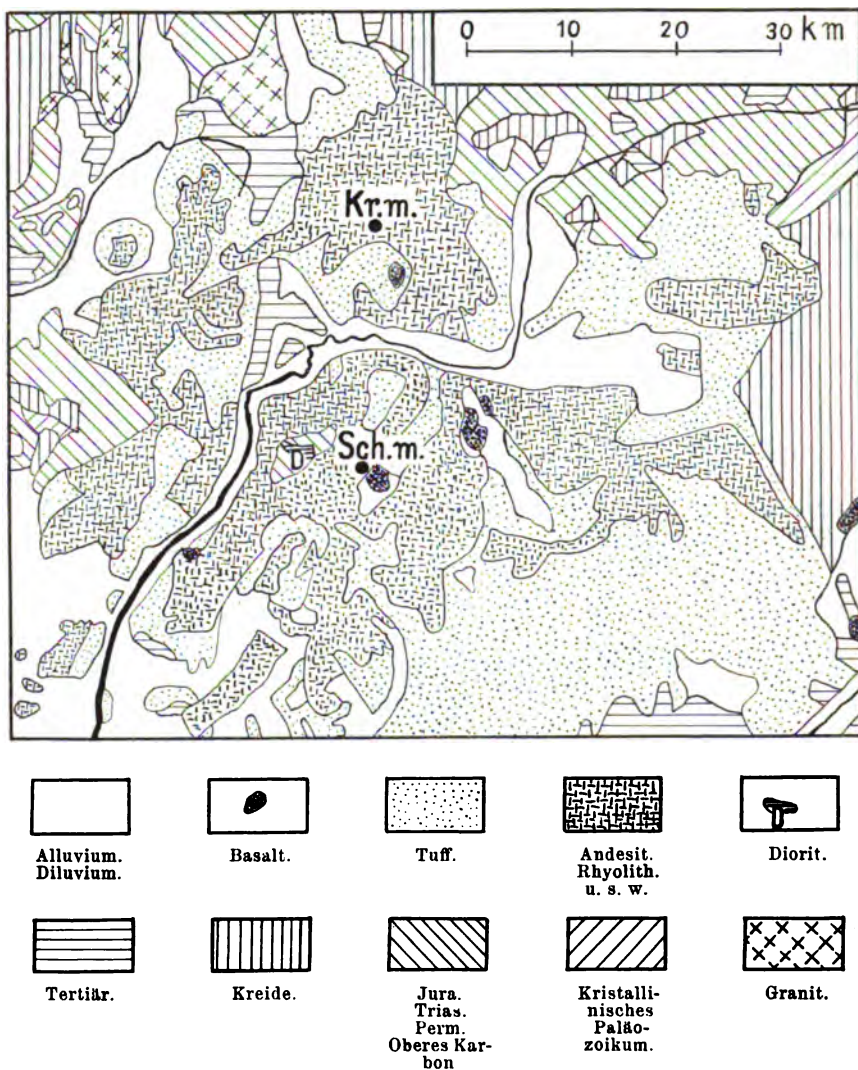 0 10 20 30 km
Kr.m.
Sch.m.
D
Alluvium.
Diluvium.
Basalt.
Tuff.
Andesit.
Rhyolith.
u. s. w.
Diorit.
Tertiär.
Kreide.
Jura.
Trias.
Perm.
Oberes Kar-
bon
Kristalli-
nisches
Paläo-
zoikum.
Granit.